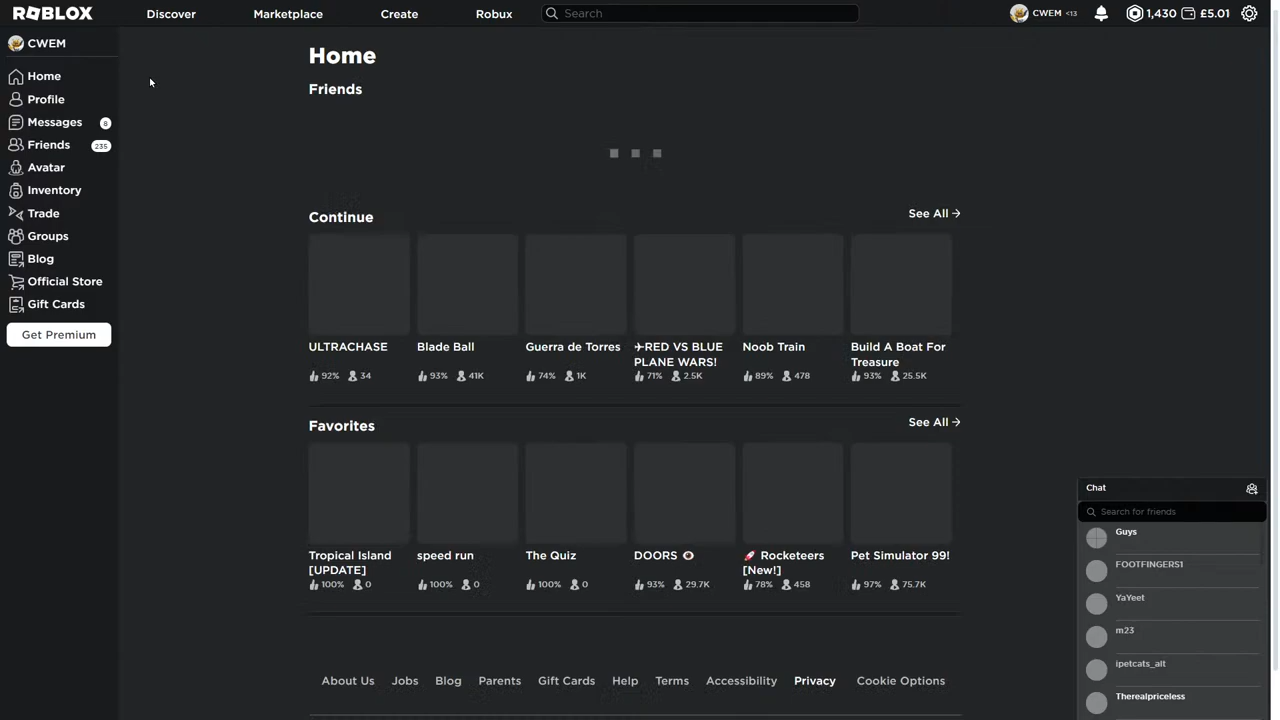 ROBLOX
Discover
Marketplace
Create
Robux
Search
CWEM <13
1,430
£5.01
CWEM
Home
Profile
Messages 8
Friends 235
Avatar
Inventory
Trade
Groups
Blog
Official Store
Gift Cards
Get Premium
Home
Friends
Continue
See All →
ULTRACHASE
92% 34
Blade Ball
93% 41K
Guerra de Torres
74% 1K
✈RED VS BLUE
PLANE WARS!
71% 2.5K
Noob Train
89% 478
Build A Boat For
Treasure
93% 25.5K
Favorites
See All →
Tropical Island
[UPDATE]
100% 0
speed run
100% 0
The Quiz
100% 0
DOORS 👁
93% 29.7K
🚀 Rocketeers
[New!]
78% 458
Pet Simulator 99!
97% 75.7K
About Us
Jobs
Blog
Parents
Gift Cards
Help
Terms
Accessibility
Privacy
Cookie Options
Chat
Search for friends
Guys
FOOTFINGERS1
YaYeet
m23
ipetcats_alt
Therealpriceless